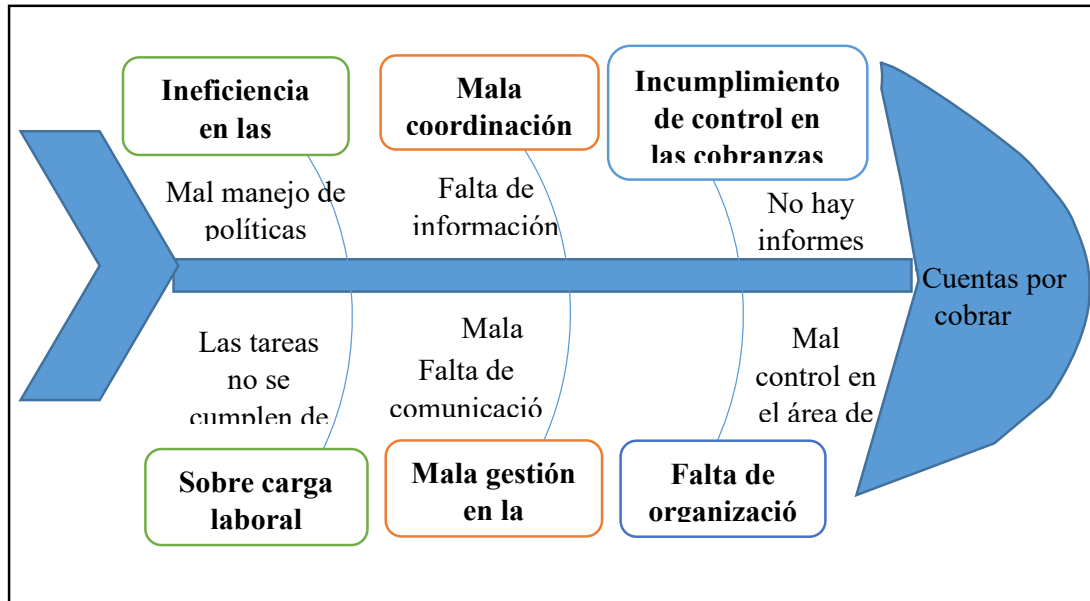 Ineficiencia
en las
Mala
coordinación
Incumplimiento
de control en
las cobranzas
Mal manejo de
políticas
Falta de
información
No hay
informes
Cuentas por
cobrar
Las tareas
no se
cumplen de
Mala
Falta de
comunicació
Mal
control en
el área de
Sobre carga
laboral
Mala gestión
en la
Falta de
organizació